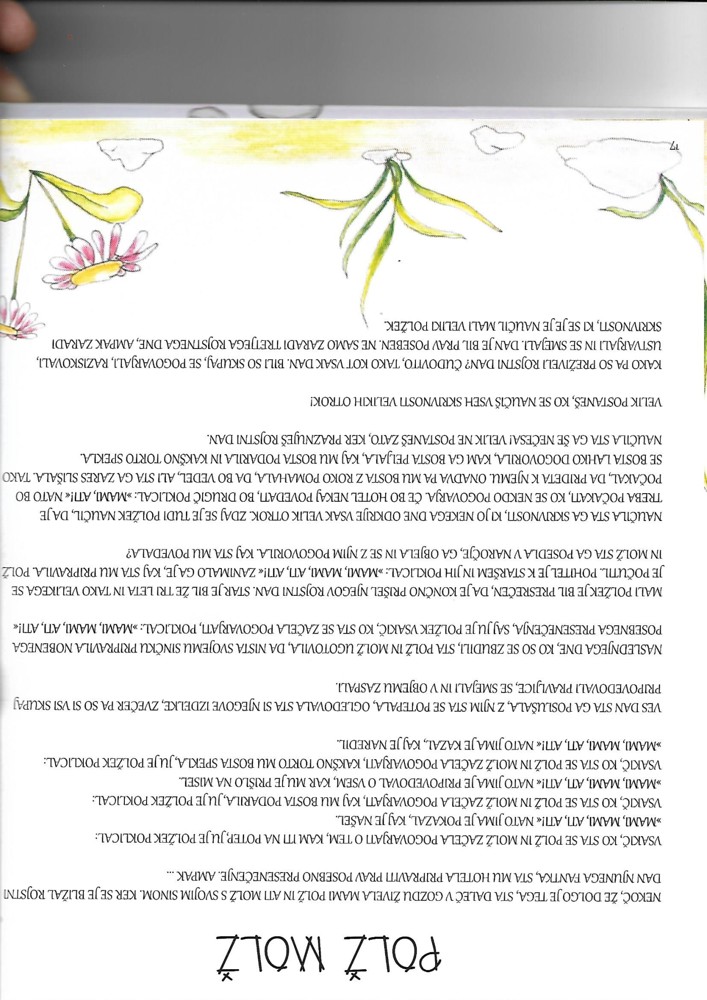 POLŽ MOLŽ
NEKOČ, ŽE DOLGO JE TEGA, STA DALEČ V GOZDU ŽIVELA MAMI POLŽ IN ATI MOLŽ S SVOJIM SINOM. KER SE JE BLIŽAL ROJSTNI
DAN NJUNEGA FANTKA, STA MU HOTELA PRIPRAVITI PRAV POSEBNO PRESENEČENJE. AMPAK ...
VSAKIČ, KO STA SE POLŽ IN MOLŽ ZAČELA POGOVARJATI O TEM, KAM ITI NA POTEP, JU JE POLŽEK POKLICAL:
»MAMI, MAMI, ATI, ATI!« NATO JIMA JE POKAZAL, KAJ JE NAŠEL.
VSAKIČ, KO STA SE POLŽ IN MOLŽ ZAČELA POGOVARJATI, KAJ MU BOSTA PODARILA, JU JE POLŽEK POKLICAL:
»MAMI, MAMI, ATI, ATI!« NATO JIMA JE PRIPOVEDOVAL O VSEM, KAR MU JE PRIŠLO NA MISEL.
VSAKIČ, KO STA SE POLŽ IN MOLŽ ZAČELA POGOVARJATI, KAKŠNO TORTO MU BOSTA SPEKLA, JU JE POLŽEK POKLICAL:
»MAMI, MAMI, ATI, ATI!« NATO JIMA JE KAZAL, KAJ JE NAREDIL.
VES DAN STA GA POSLUŠALA, Z NJIM STA SE POTEPALA, OGLEDOVALA STA SI NJEGOVE IZDELKE, ZVEČER PA SO SI VSI SKUPAJ
PRIPOVEDOVALI PRAVLJICE, SE SMEJALI IN V OBJEMU ZASPALI.
NASLEDNJEGA DNE, KO SO SE ZBUDILI, STA POLŽ IN MOLŽ UGOTOVILA, DA NISTA SVOJEMU SINČKU PRIPRAVILA NOBENEGA
POSEBNEGA PRESENEČENJA, SAJ JU JE POLŽEK VSAKIČ, KO STA SE ZAČELA POGOVARJATI, POKLICAL: »MAMI, MAMI, ATI, ATI!«
MALI POLŽEK JE BIL PRESREČEN, DA JE KONČNO PRIŠEL NJEGOV ROJSTNI DAN. STAR JE BIL ŽE TRI LETA IN TAKO VELIKEGA SE
JE POČUTIL. POHITEL JE K STARŠEM IN JIH POKLICAL: »MAMI, MAMI, ATI, ATI!« ZANIMALO GA JE, KAJ STA MU PRIPRAVILA. POLŽ
IN MOLŽ STA GA POSEDLA V NAROČJE, GA OBJELA IN SE Z NJIM POGOVORILA. KAJ STA MU POVEDALA?
NAUČILA STA GA SKRIVNOSTI, KI JO NEKEGA DNE ODKRIJE VSAK VELIK OTROK. ZDAJ SE JE TUDI POLŽEK NAUČIL, DA JE
TREBA POČAKATI, KO SE NEKDO POGOVARJA. ČE BO HOTEL NEKAJ POVEDATI, BO DRUGIČ POKLICAL: »MAMI, ATI!« NATO BO
POČAKAL, DA PRIDETA K NJEMU. ONADVA PA MU BOSTA Z ROKO POMAHALA, DA BO VEDEL, ALI STA GA ZARES SLIŠALA. TAKO
SE BOSTA LAHKO DOGOVORILA, KAM GA BOSTA PELJALA, KAJ MU BOSTA PODARILA IN KAKŠNO TORTO SPEKLA.
NAUČILA STA GA ŠE NEČESA! VELIK NE POSTANEŠ ZATO, KER PRAZNUJEŠ ROJSTNI DAN.
VELIK POSTANEŠ, KO SE NAUČIŠ VSEH SKRIVNOSTI VELIKIH OTROK!
KAKO PA SO PREŽIVELI ROJSTNI DAN? ČUDOVITO, TAKO KOT VSAK DAN. BILI SO SKUPAJ, SE POGOVARJALI, RAZISKOVALI,
USTVARJALI IN SE SMEJALI. DAN JE BIL PRAV POSEBEN. NE SAMO ZARADI TRETJEGA ROJSTNEGA DNE, AMPAK ZARADI
SKRIVNOSTI, KI SE JE JE NAUČIL MALI VELIKI POLŽEK.
17